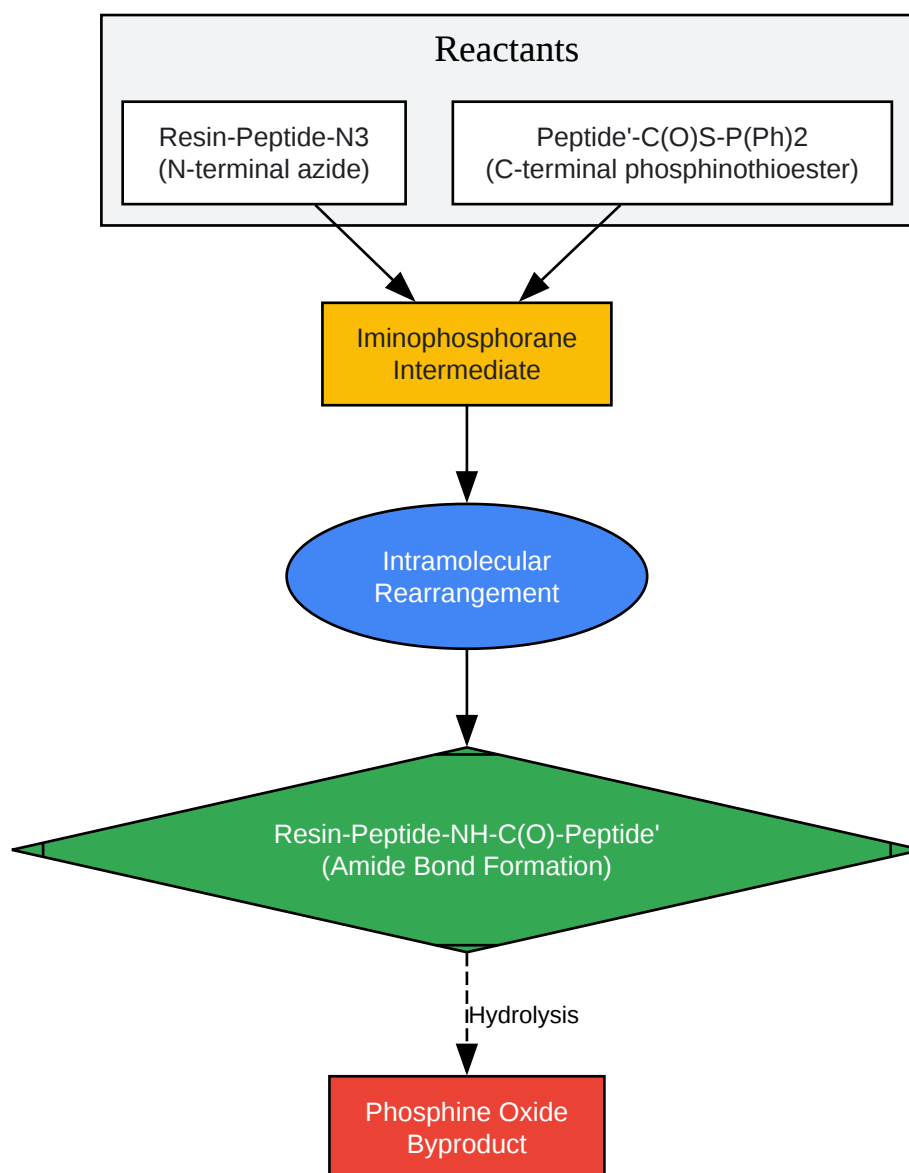 Reactants
Resin-Peptide-N3
(N-terminal azide)
Peptide'-C(O)S-P(Ph)2
(C-terminal phosphinothioester)
Iminophosphorane
Intermediate
Intramolecular
Rearrangement
Resin-Peptide-NH-C(O)-Peptide'
(Amide Bond Formation)
Hydrolysis
Phosphine Oxide
Byproduct